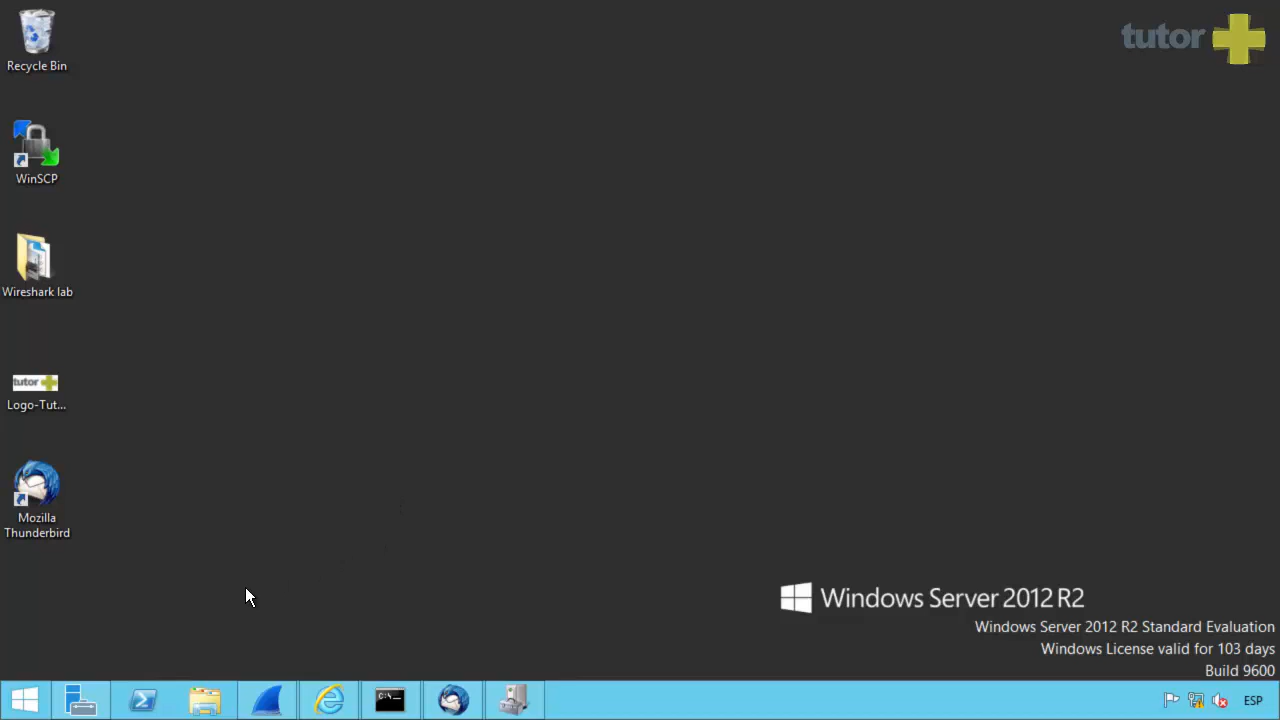 tutor
Recycle Bin
WinSCP
Wireshark lab
tutor
Logo-Tut...
Mozilla
Thunderbird
Windows Server 2012 R2
Windows Server 2012 R2 Standard Evaluation
Windows License valid for 103 days
Build 9600
C:\_
ESP